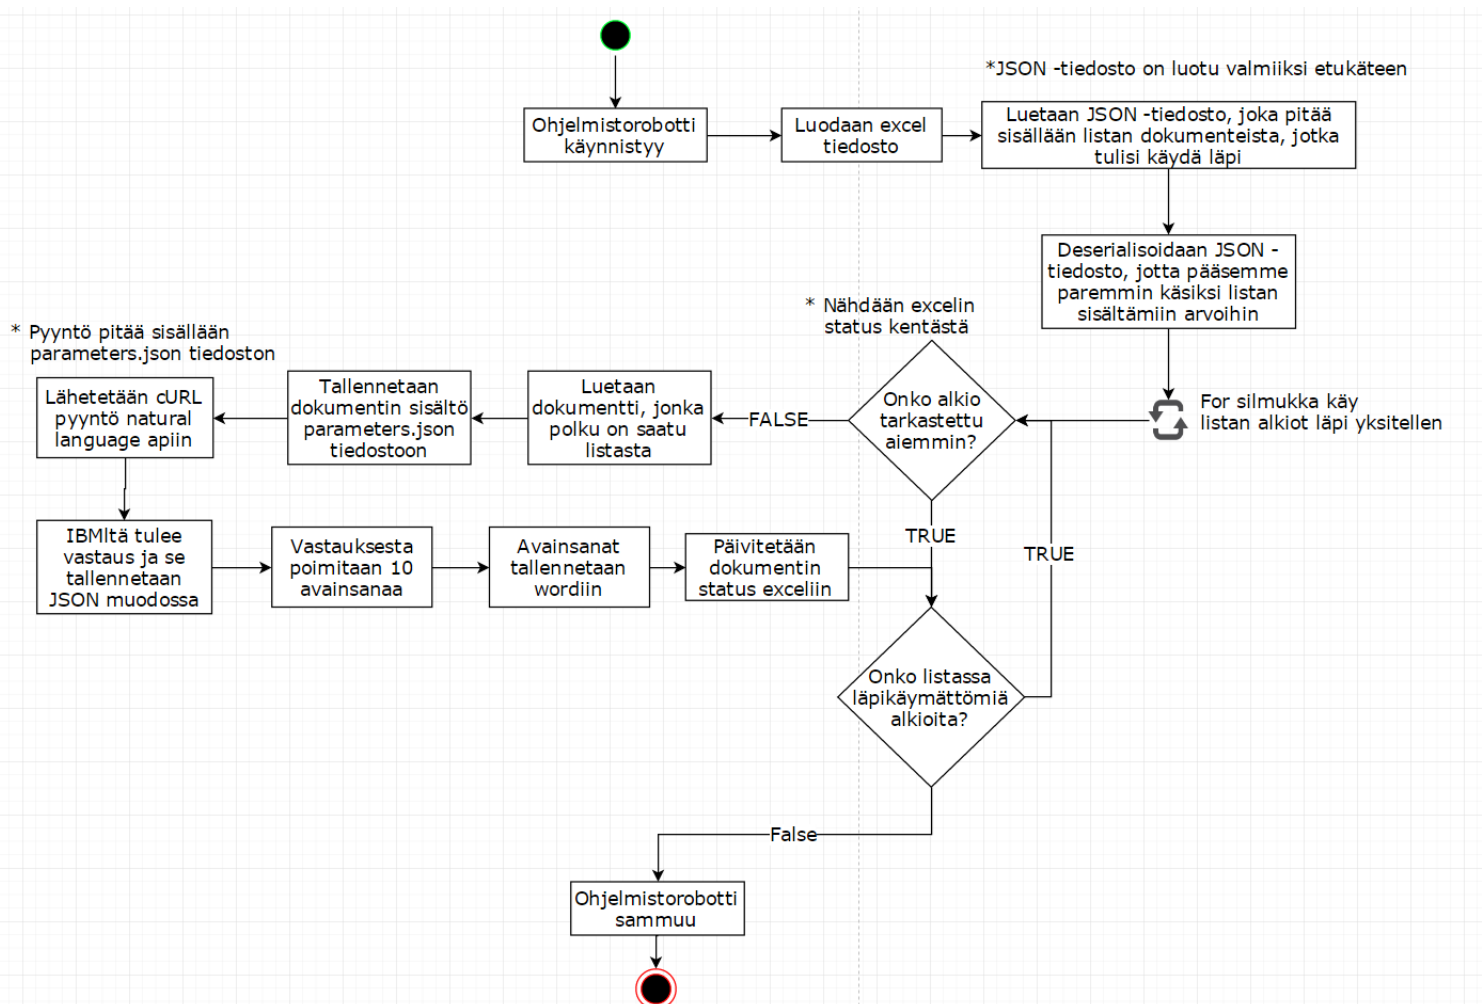 *JSON -tiedosto on luotu valmiiksi etukäteen
Ohjelmistorobotti
käynnistyy
Luodaan excel
tiedosto
Luetaan JSON -tiedosto, joka pitää
sisällään listan dokumenteista, jotka
tulisi käydä läpi
Deserialisoidaan JSON -
tiedosto, jotta pääsemme
paremmin käsiksi listan
sisältämiin arvoihin
For silmukka käy
listan alkiot läpi yksitellen
* Nähdään excelin
status kentästä
Onko alkio
tarkastettu
aiemmin?
FALSE
Luetaan
dokumentti, jonka
polku on saatu
listasta
Tallennetaan
dokumentin sisältö
parameters.json
tiedostoon
* Pyyntö pitää sisällään
parameters.json tiedoston
Lähetetään cURL
pyyntö natural
language apiin
IBMltä tulee
vastaus ja se
tallennetaan
JSON muodossa
Vastauksesta
poimitaan 10
avainsanaa
Avainsanat
tallennetaan
wordiin
Päivitetään
dokumentin
status exceliin
TRUE
TRUE
Onko listassa
läpikäymättömiä
alkioita?
False
Ohjelmistorobotti
sammuu